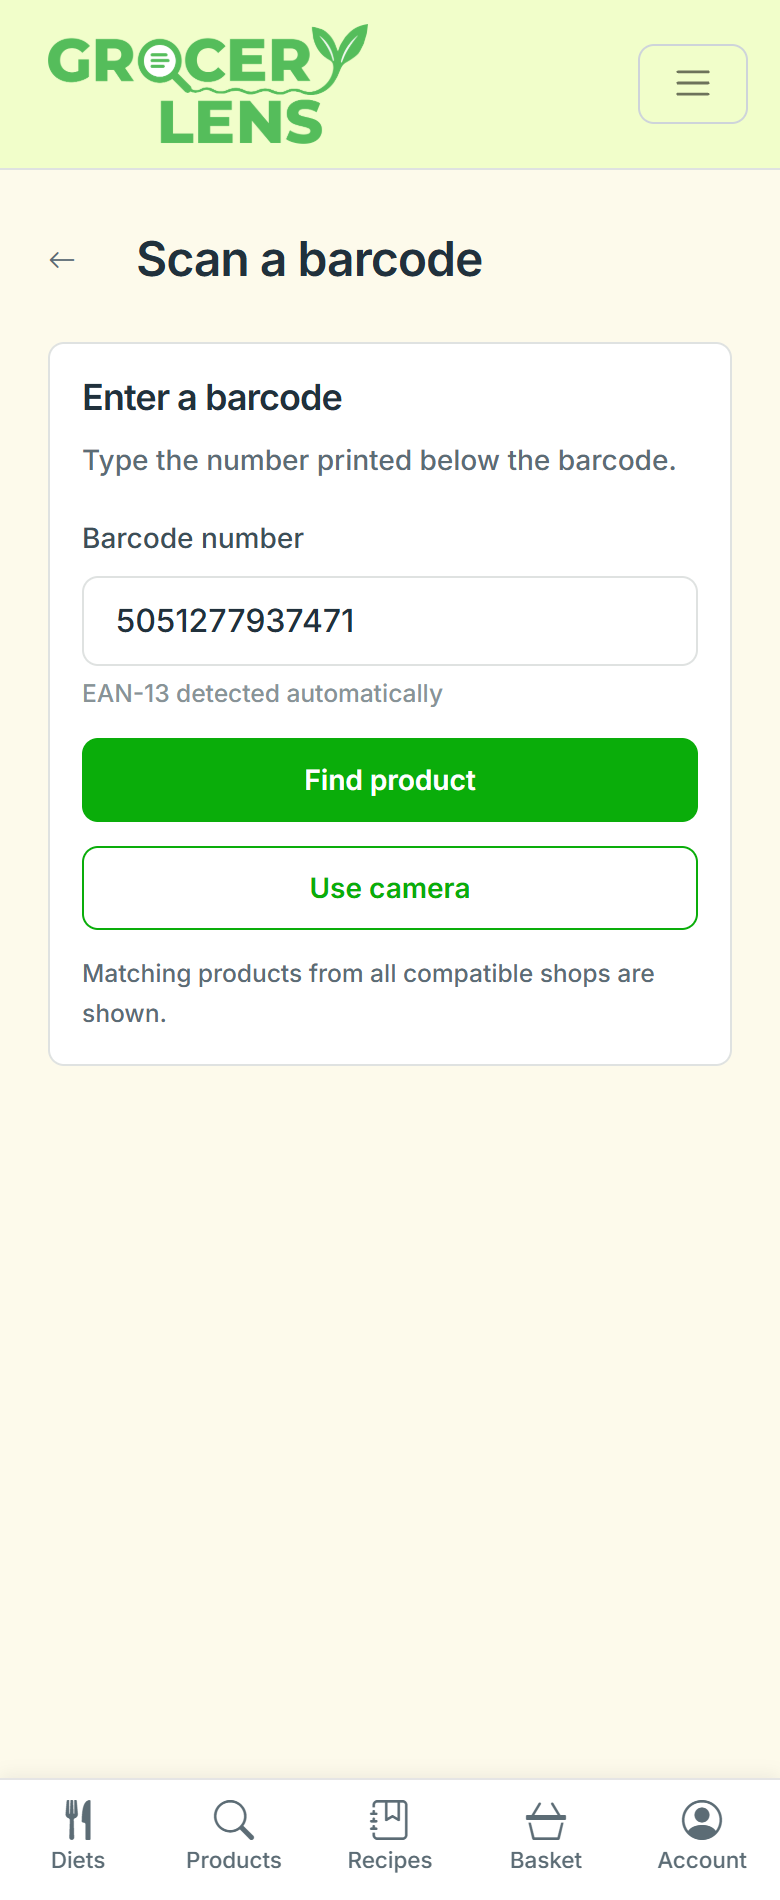 GROCERY
LENS
Scan a barcode
Enter a barcode
Type the number printed below the barcode.
Barcode number
5051277937471
EAN-13 detected automatically
Find product
Use camera
Matching products from all compatible shops are
shown.
Diets
Products
Recipes
Basket
Account